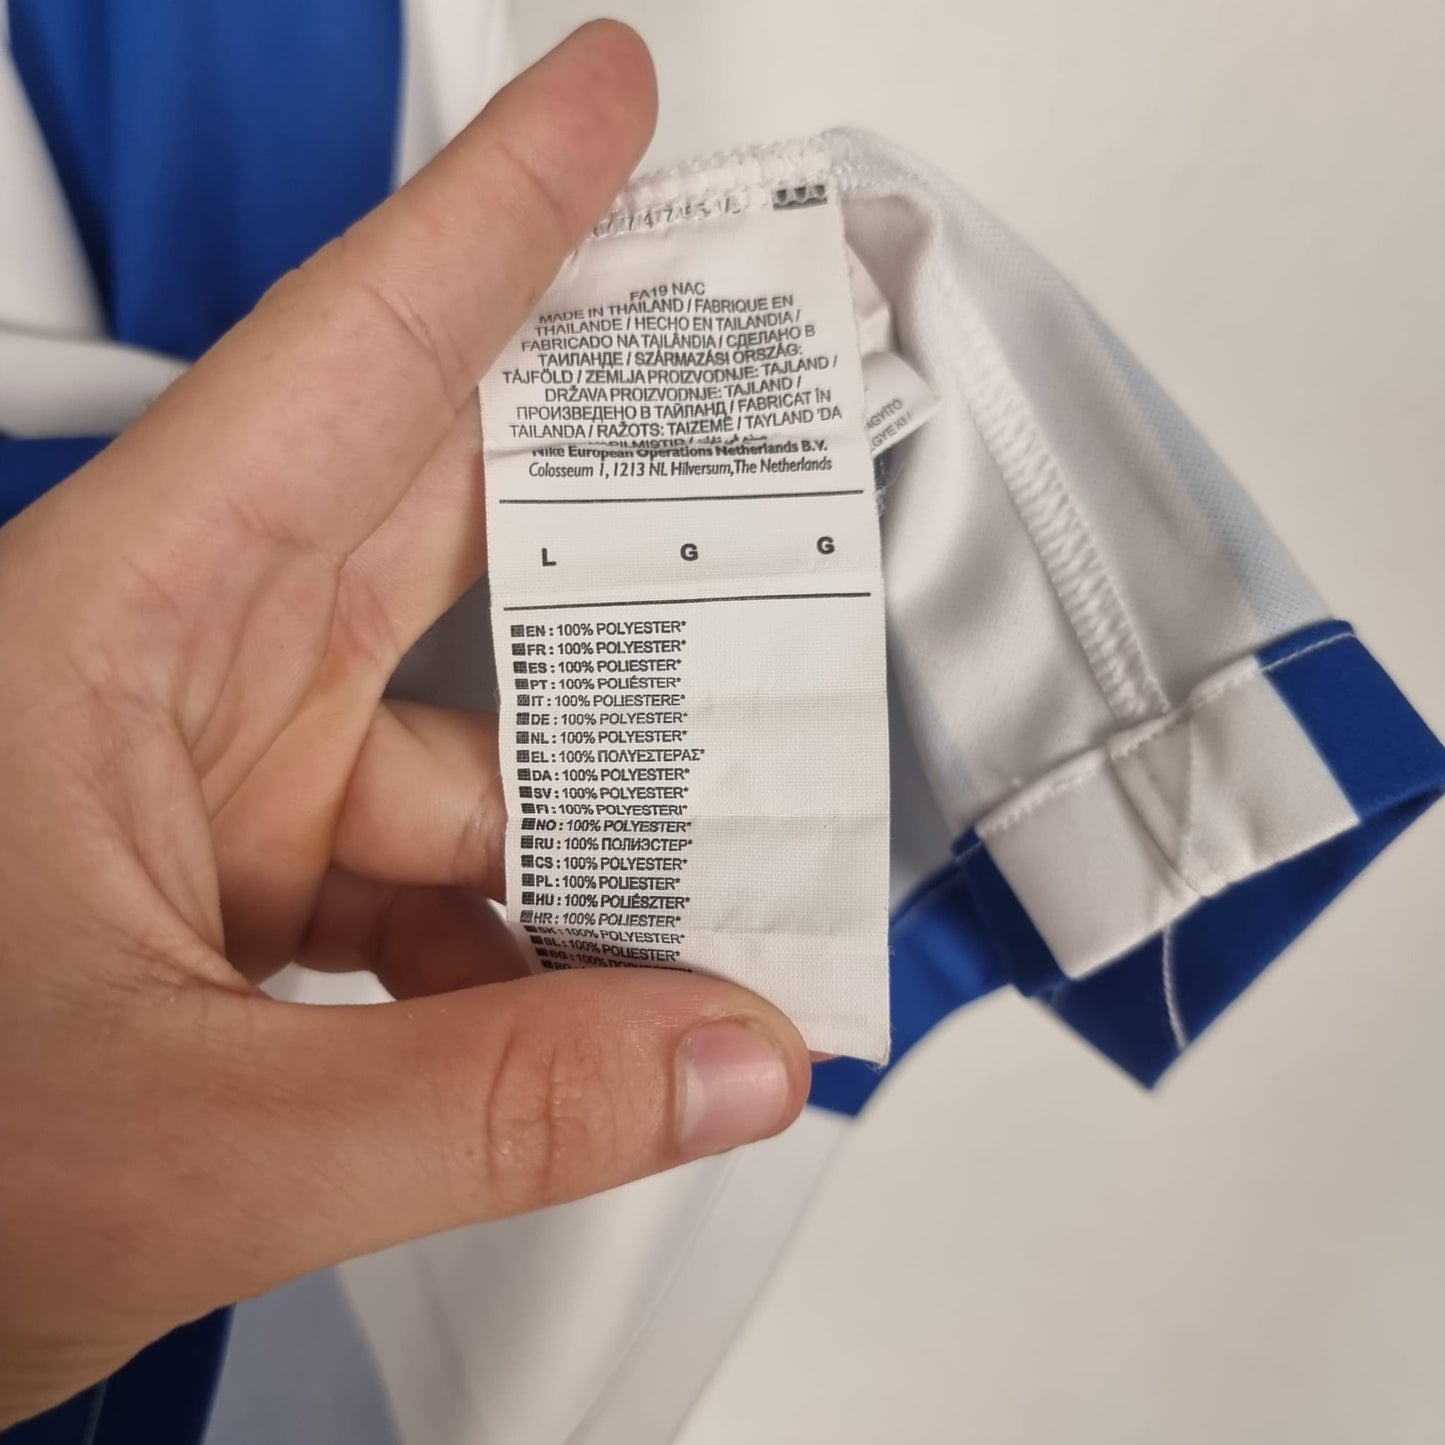 FA19 NAC
MADE IN THAILAND / FABRIQUE EN
THAILANDE / HECHO EN TAILANDIA /
FABRICADO NA TAILÂNDIA / СДЕЛАНО В
ТАИЛАНДЕ / SZÁRMAZÁSI ORSZÁG:
TÁJFÖLD / ZEMLJA PROIZVODNJE: TAJLAND /
DRŽAVA PROIZVODNJE: TAJLAND /
ПРОИЗВЕДЕНО В ТАЙЛАНД / FABRICAT ÎN
TAILANDA / RAŽOTS: TAIZEME / TAYLAND 'DA
Nike European Operations Netherlands B.V.
Colosseum 1, 1213 NL Hilversum, The Netherlands
L G G
EN : 100% POLYESTER*
FR : 100% POLYESTER*
ES : 100% POLIESTER*
PT : 100% POLIÉSTER*
IT : 100% POLIESTERE*
DE : 100% POLYESTER*
NL : 100% POLYESTER*
EL : 100% ΠΟΛΥΕΣΤΕΡΑΣ*
DA : 100% POLYESTER*
SV : 100% POLYESTER*
FI : 100% POLYESTERI*
NO : 100% POLYESTER*
RU : 100% ПОЛИЭСТЕР*
CS : 100% POLYESTER*
PL : 100% POLIESTER*
HU : 100% POLIÉSZTER*
HR : 100% POLIESTER*
SK : 100% POLYESTER*
SL : 100% POLIESTER*
BG : 100%